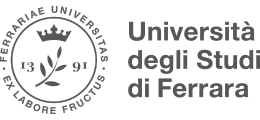 · FERRARIAE UNIVERSITAS ·
EX LABORE FRUCTUS
13 91
Università
degli Studi
di Ferrara